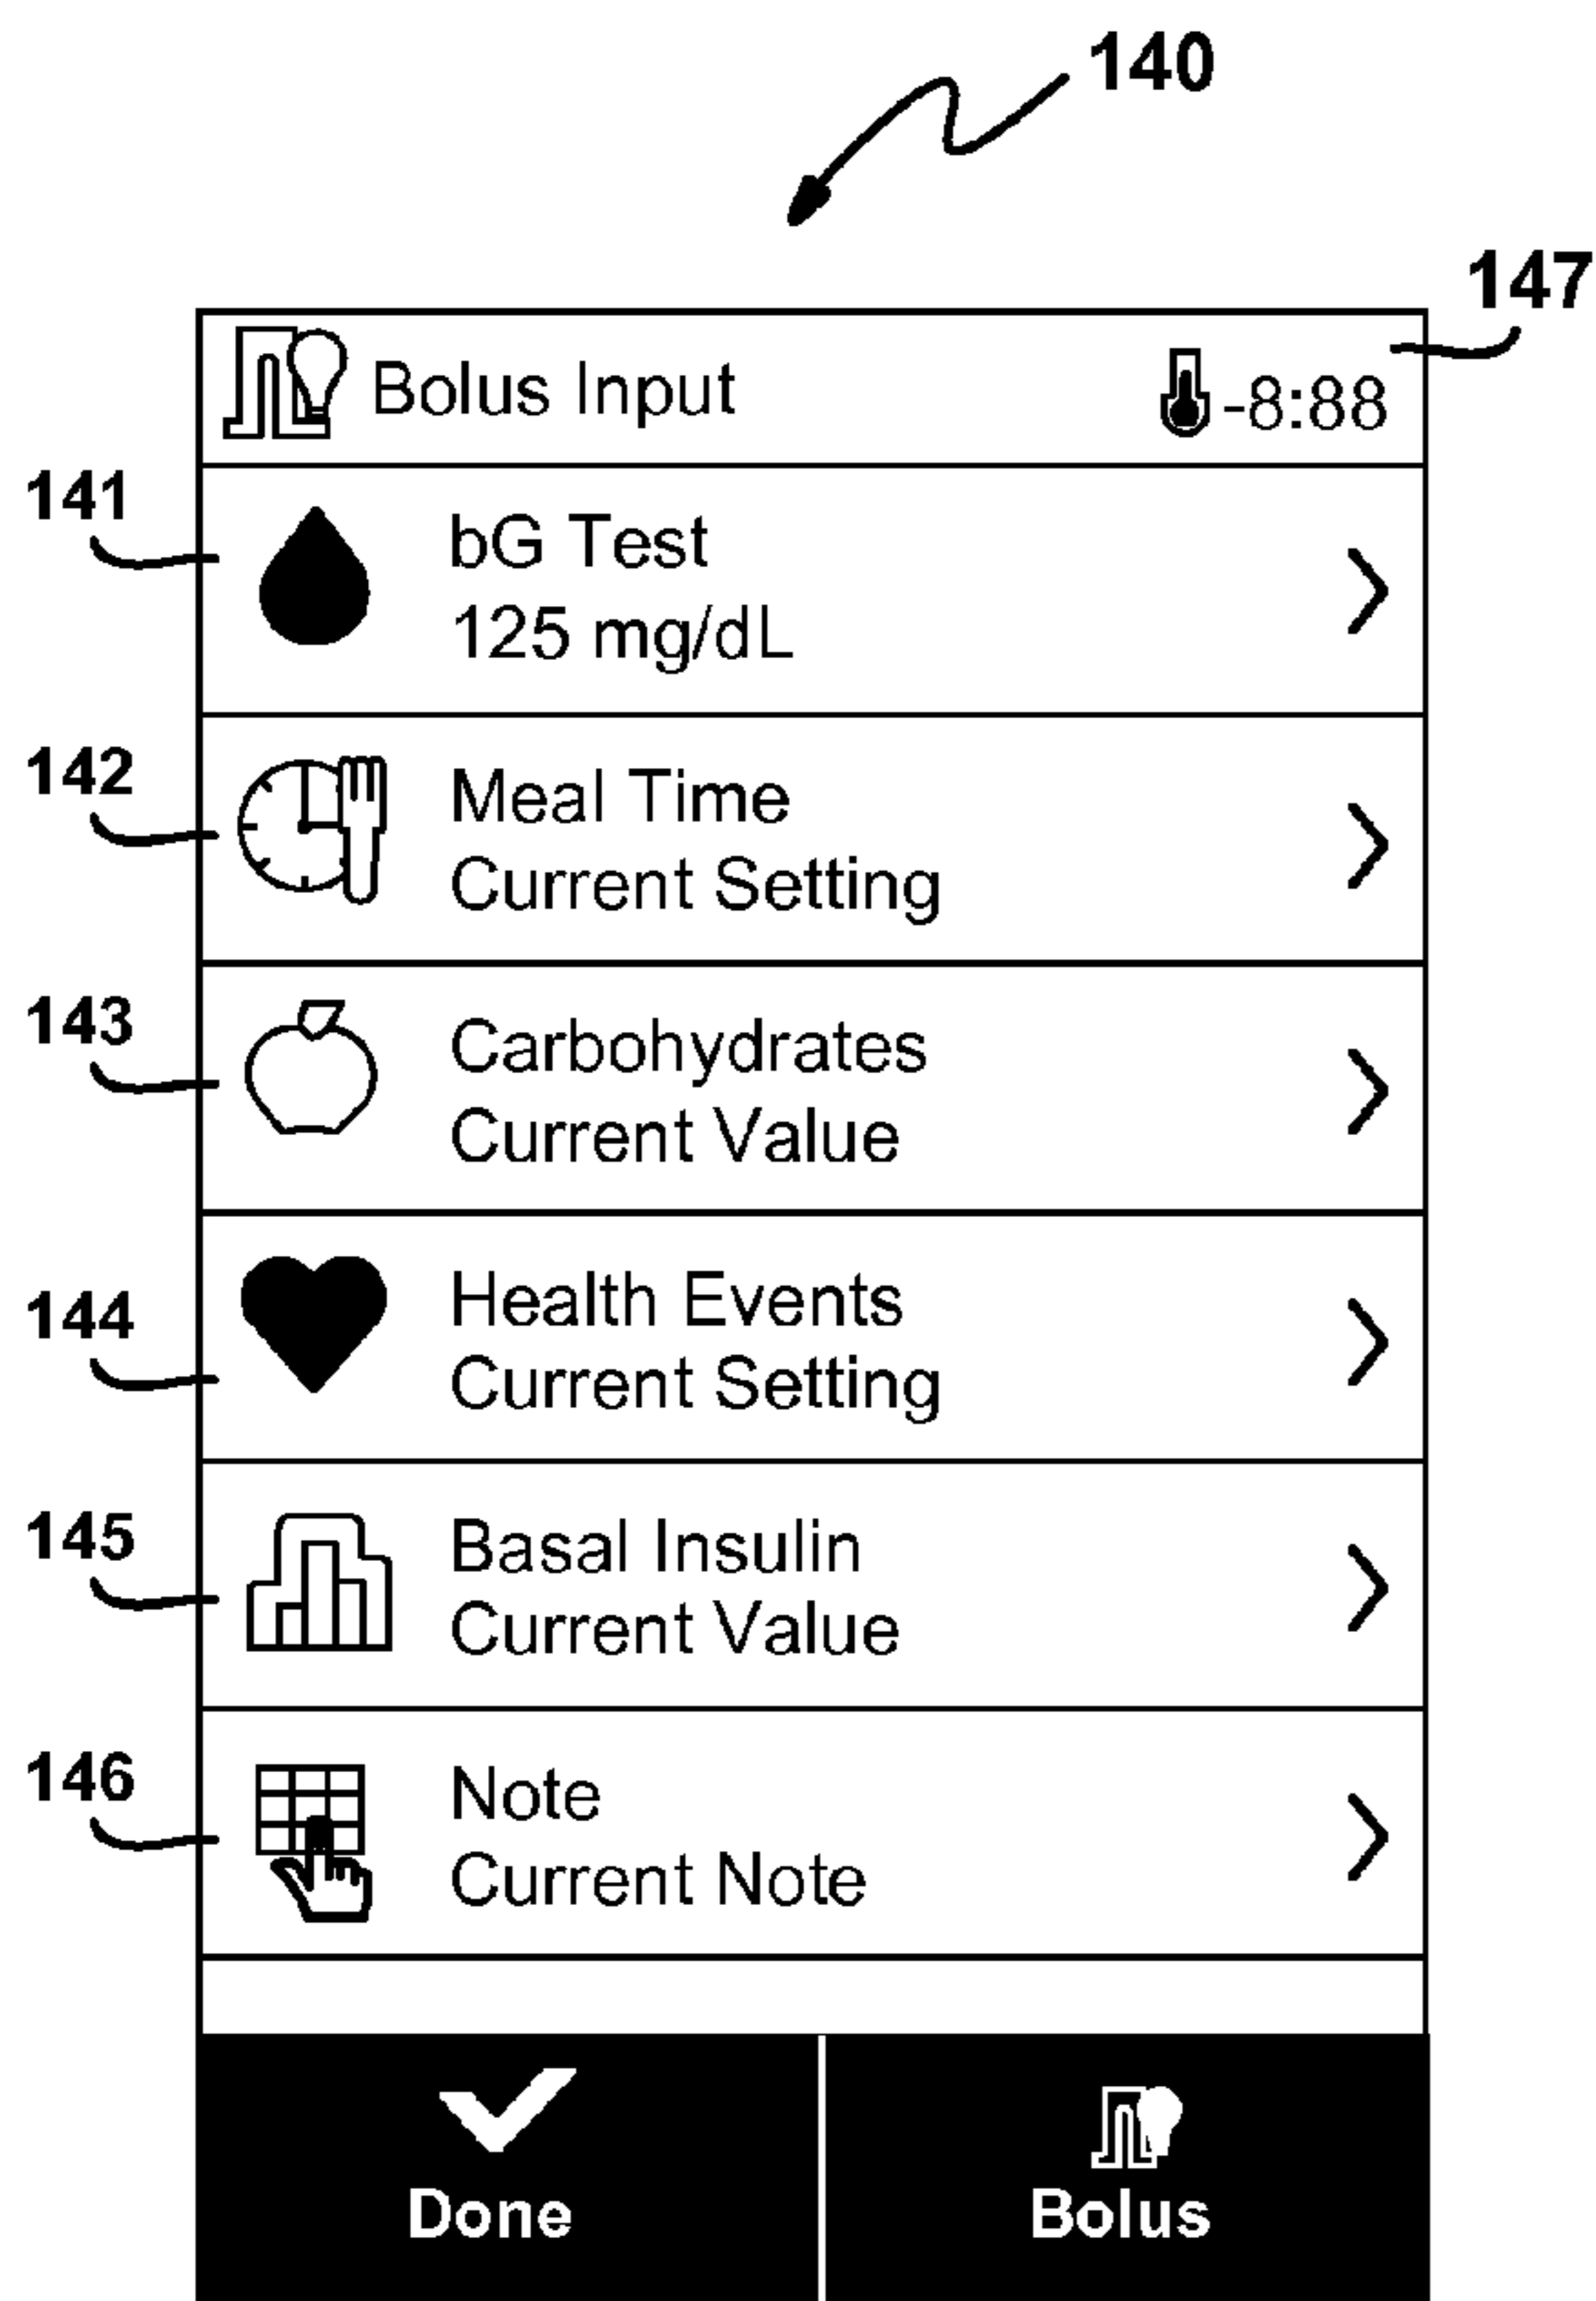 140
147
Bolus Input
-8:88
141
bG Test
125 mg/dL
142
Meal Time
Current Setting
143
Carbohydrates
Current Value
144
Health Events
Current Setting
145
Basal Insulin
Current Value
146
Note
Current Note
Done
Bolus